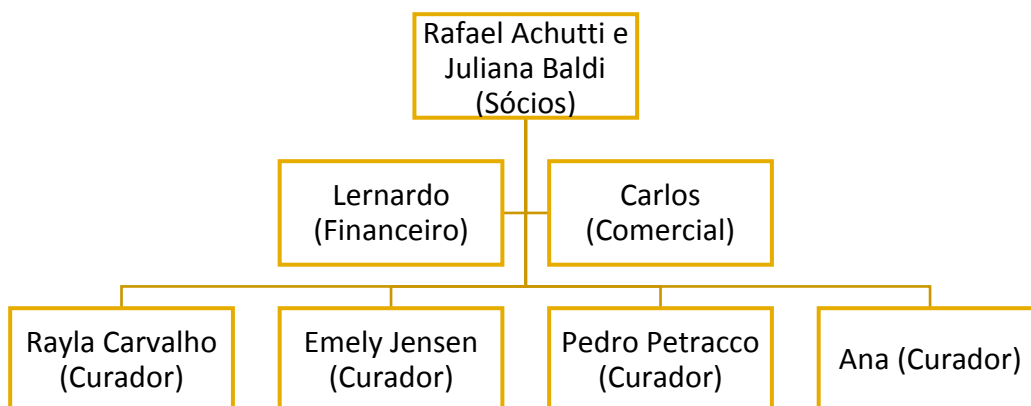 Rafael Achutti e
Juliana Baldi
(Sócios)
Lernardo
(Financeiro)
Carlos
(Comercial)
Rayla Carvalho
(Curador)
Emely Jensen
(Curador)
Pedro Petracco
(Curador)
Ana (Curador)